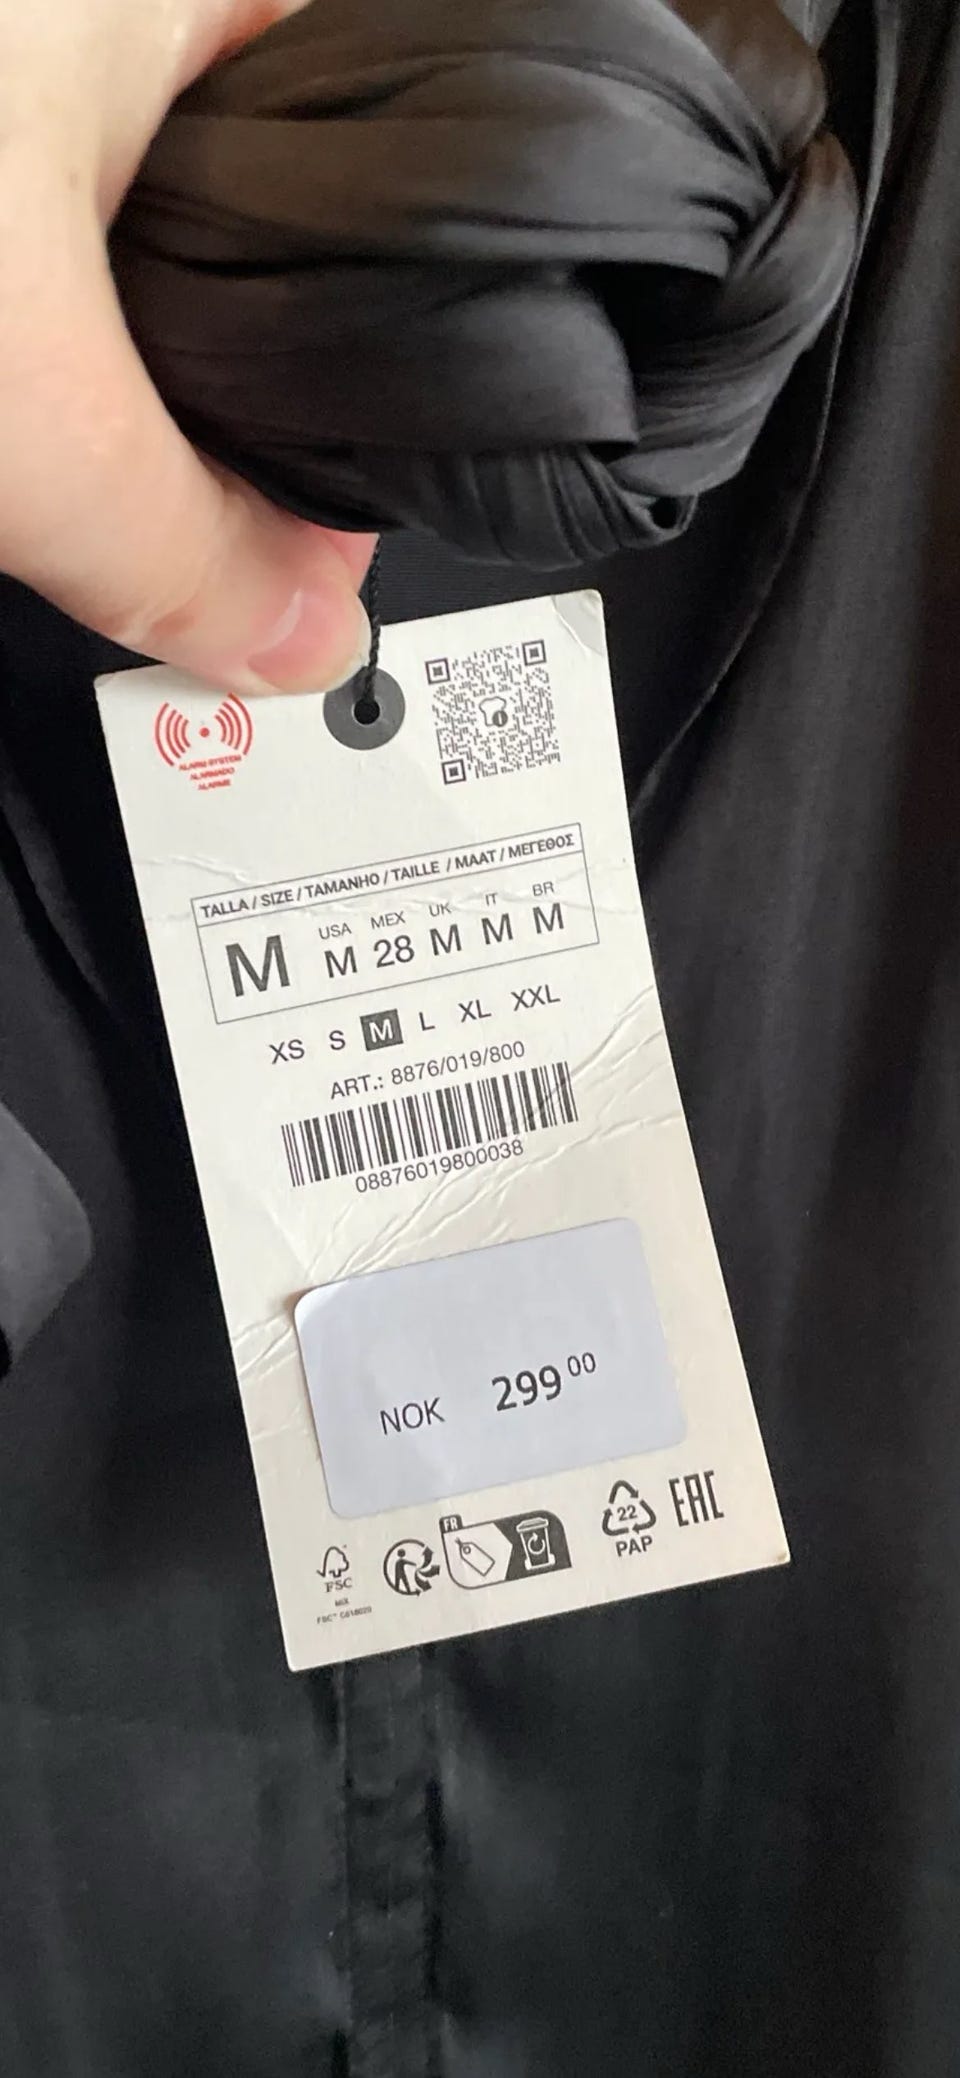 ALARM SYSTEM
ALARMADO
ALARME
TALLA / SIZE / TAMANHO / TAILLE / MAAT / ΜΕΓΕΘΟΣ
USA MEX UK IT BR
M M 28 M M M
XS S M L XL XXL
ART.: 8876/019/800
08876019800038
NOK 299 00
FR
22
PAP
EAC
FSC
MIX